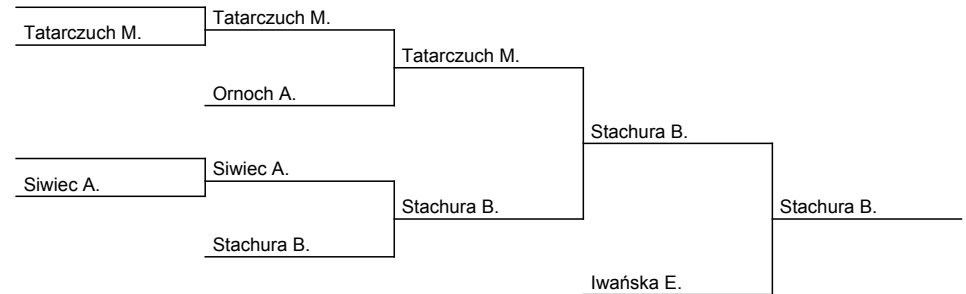 Tatarczuch M.
Tatarczuch M.
Tatarczuch M.
Ornoch A.
Stachura B.
Siwiec A.
Siwiec A.
Stachura B.
Stachura B.
Stachura B.
Iwańska E.